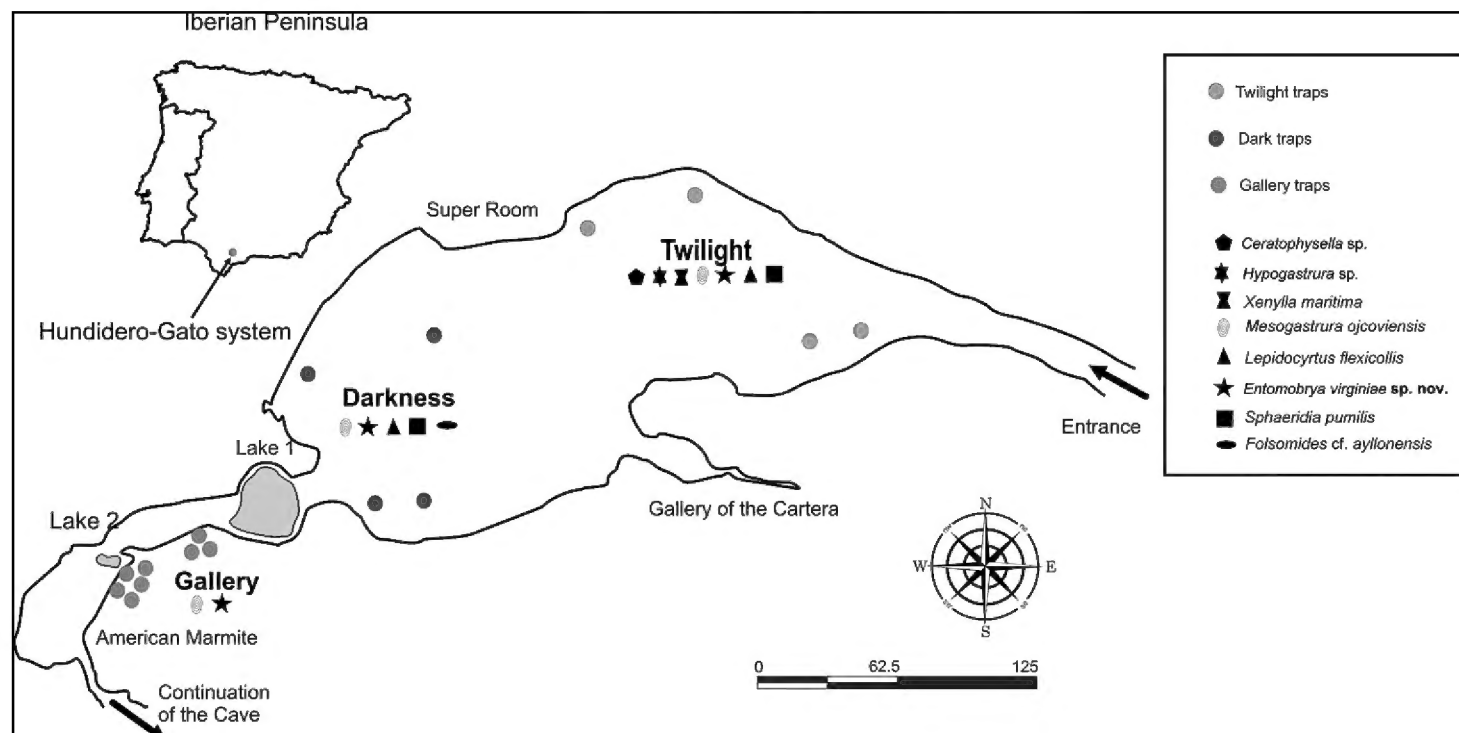 Iberian Peninsula
Hundidero-Gato system
Super Room
Twilight
Darkness
Lake 1
Lake 2
Gallery
American Marmite
Continuation
of the Cave
Gallery of the Cartera
Entrance
N
W
E
S
0 62.5 125
Twilight traps
Dark traps
Gallery traps
Ceratophysella sp.
Hypogastrura sp.
Xenylla maritima
Mesogastrura ojcoviensis
Lepidocyrtus flexicollis
Entomobrya virginiae sp. nov.
Sphaeridia pumilis
Folsomides cf. ayllonensis